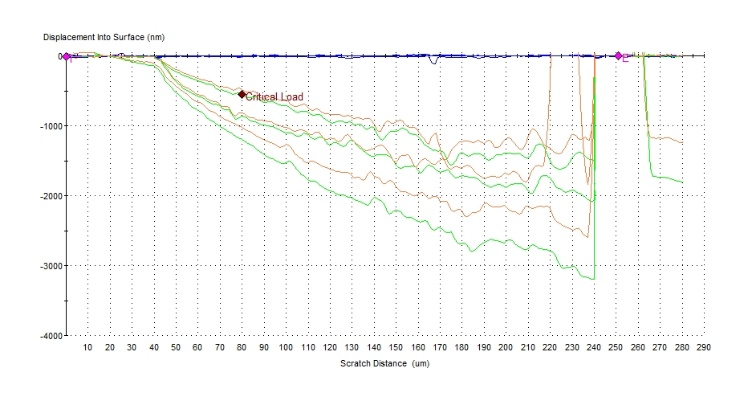 Displacement Into Surface (nm)
0
Critical Load
-1000
-2000
-3000
-4000
10 20 30 40 50 60 70 80 90 100 110 120 130 140 150 160 170 180 190 200 210 220 230 240 250 260 270 280 290
Scratch Distance (um)